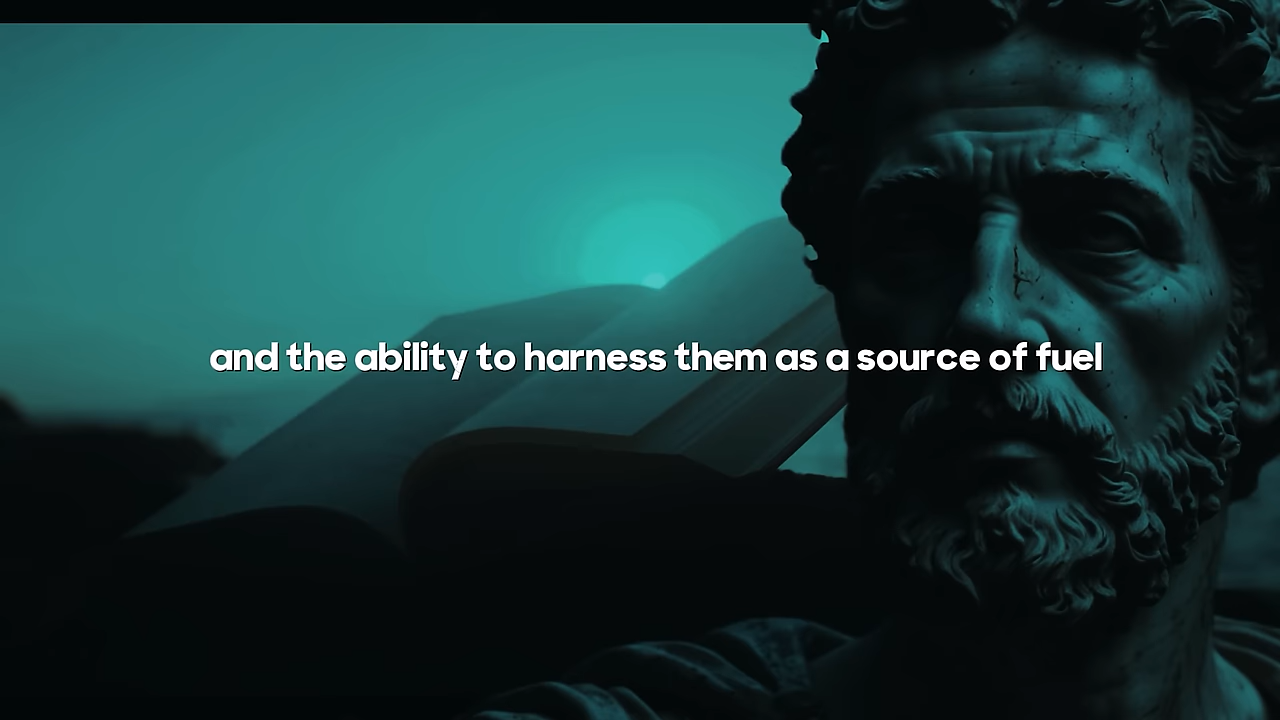 and the ability to harness them as a source of fuel